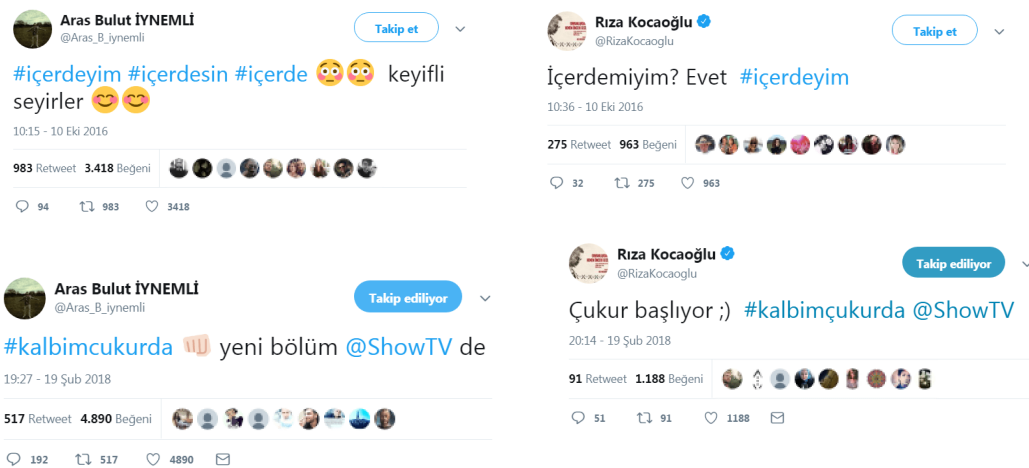 Aras Bulut İYNEMLİ
@Aras_B_iynemli
Takip et
#içerdeyim #içerdesin #içerde 😳😳 keyifli
seyirler 😊😊
10:15 - 10 Eki 2016
983 Retweet 3.418 Beğeni
94 983 3418
Rıza Kocaoğlu
@RizaKocaoglu
Takip et
İçerdemiyim? Evet #içerdeyim
10:36 - 10 Eki 2016
275 Retweet 963 Beğeni
32 275 963
Aras Bulut İYNEMLİ
@Aras_B_iynemli
Takip ediliyor
#kalbimcukurda 👊🏻 yeni bölüm @ShowTV de
19:27 - 19 Şub 2018
517 Retweet 4.890 Beğeni
192 517 4890
Rıza Kocaoğlu
@RizaKocaoglu
Takip ediliyor
Çukur başlıyor ;) #kalbimçukurda @ShowTV
20:14 - 19 Şub 2018
91 Retweet 1.188 Beğeni
51 91 1188